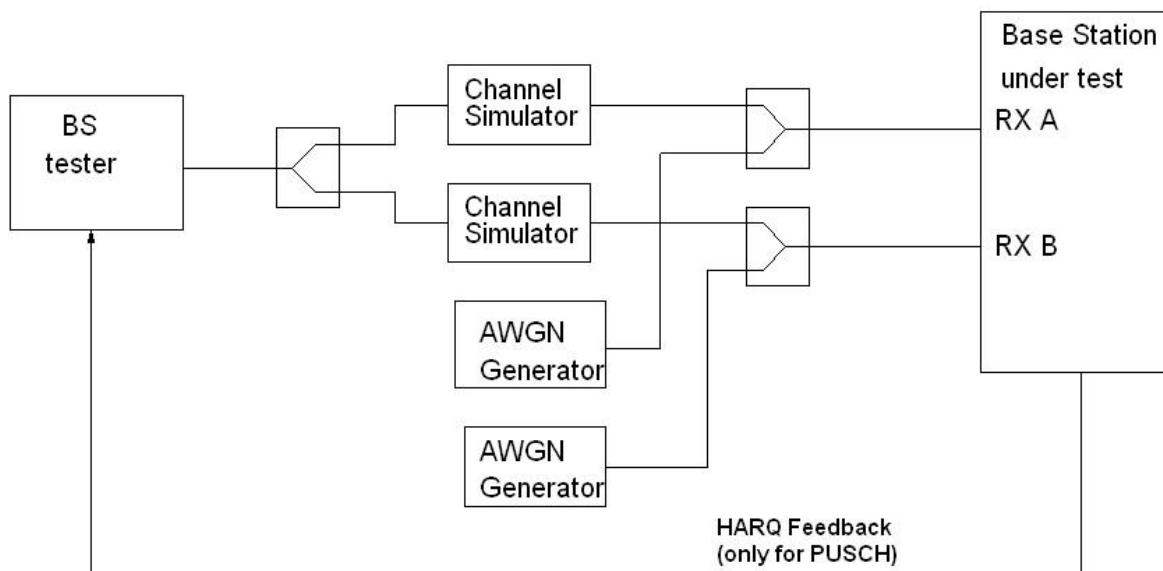 BS
tester
Channel
Simulator
Channel
Simulator
AWGN
Generator
AWGN
Generator
Base Station
under test
RX A
RX B
HARQ Feedback
(only for PUSCH)